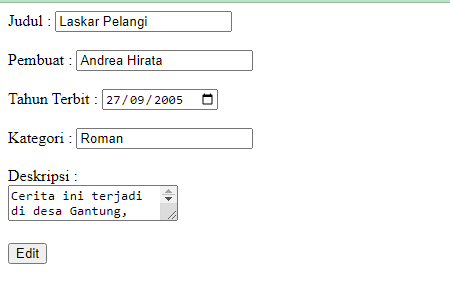 Judul : Laskar Pelangi
Pembuat : Andrea Hirata
Tahun Terbit : 27/09/2005
Kategori : Roman
Deskripsi :
Cerita ini terjadi
di desa Gantung,
Edit